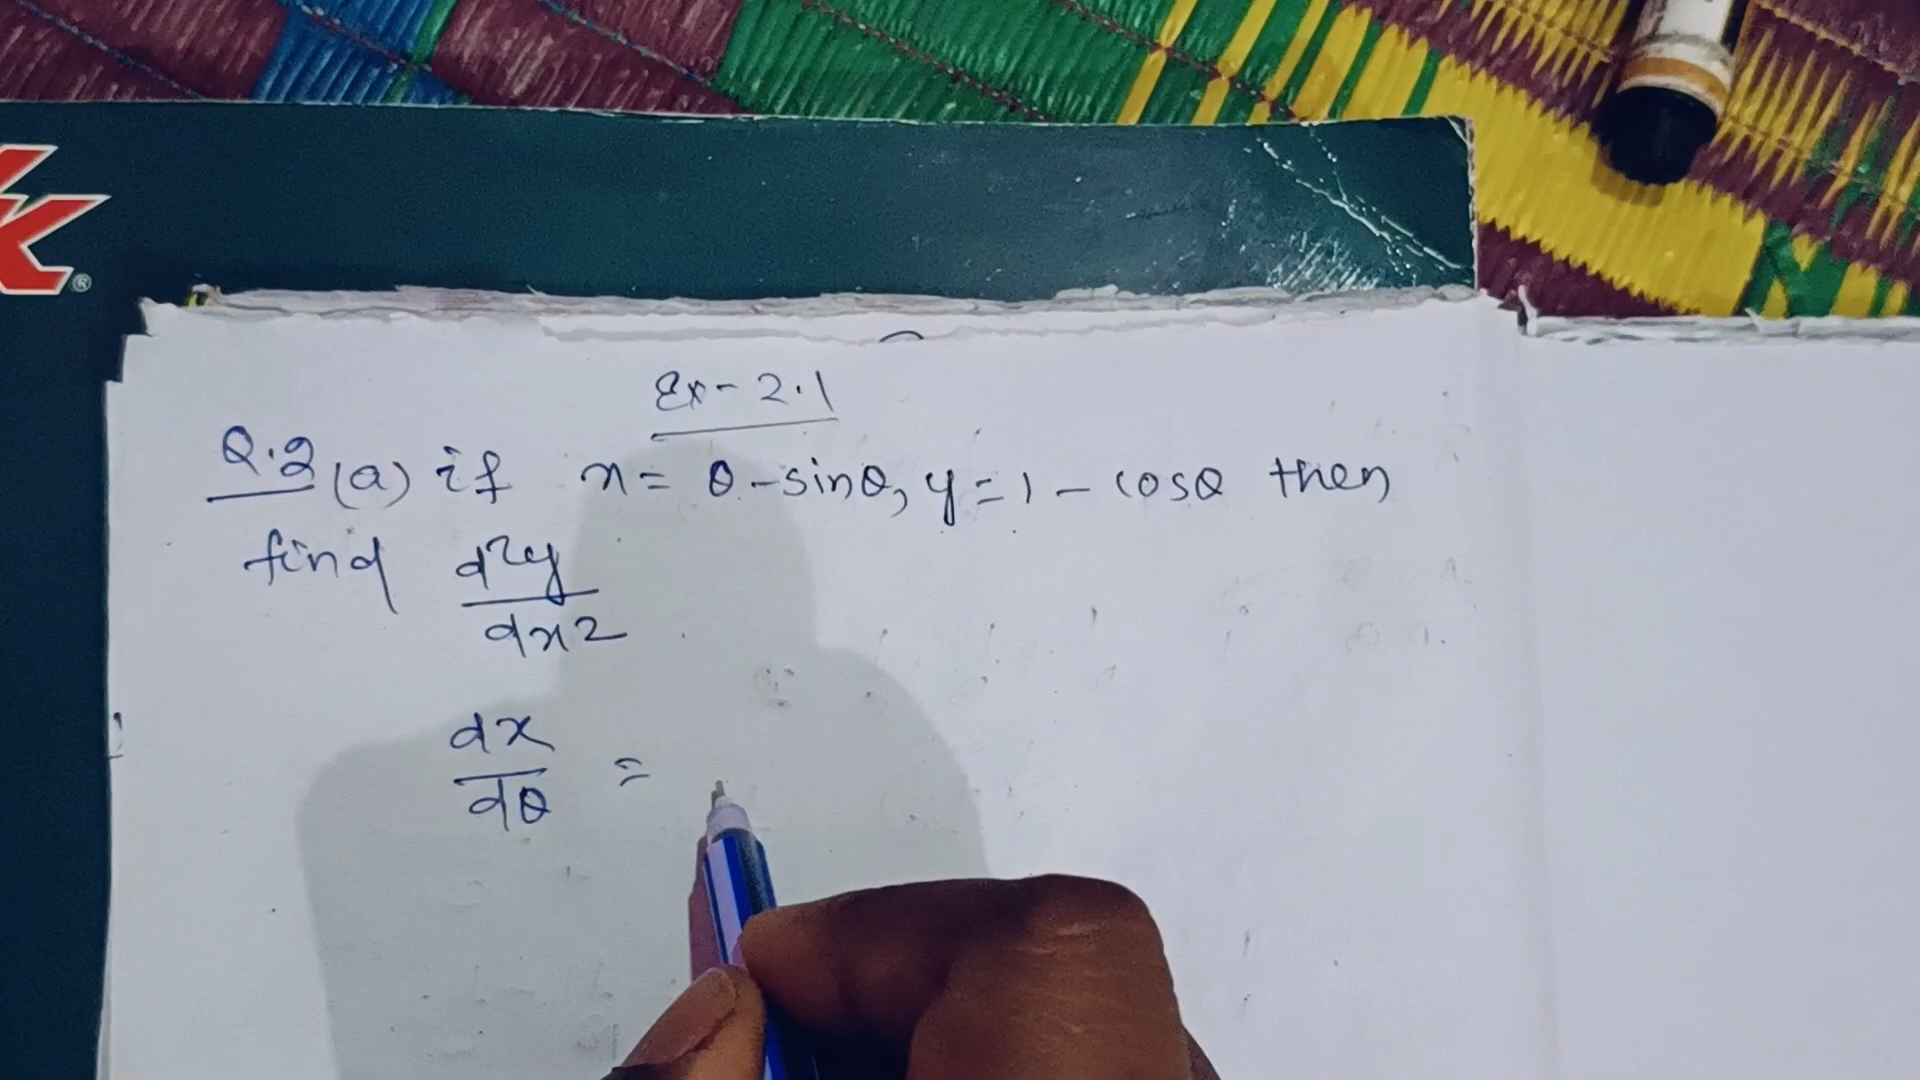 Ex-2.1
Q.2 (a) if x = θ - sinθ, y = 1 - cosθ then
find d²y
dx2
dx
dθ =